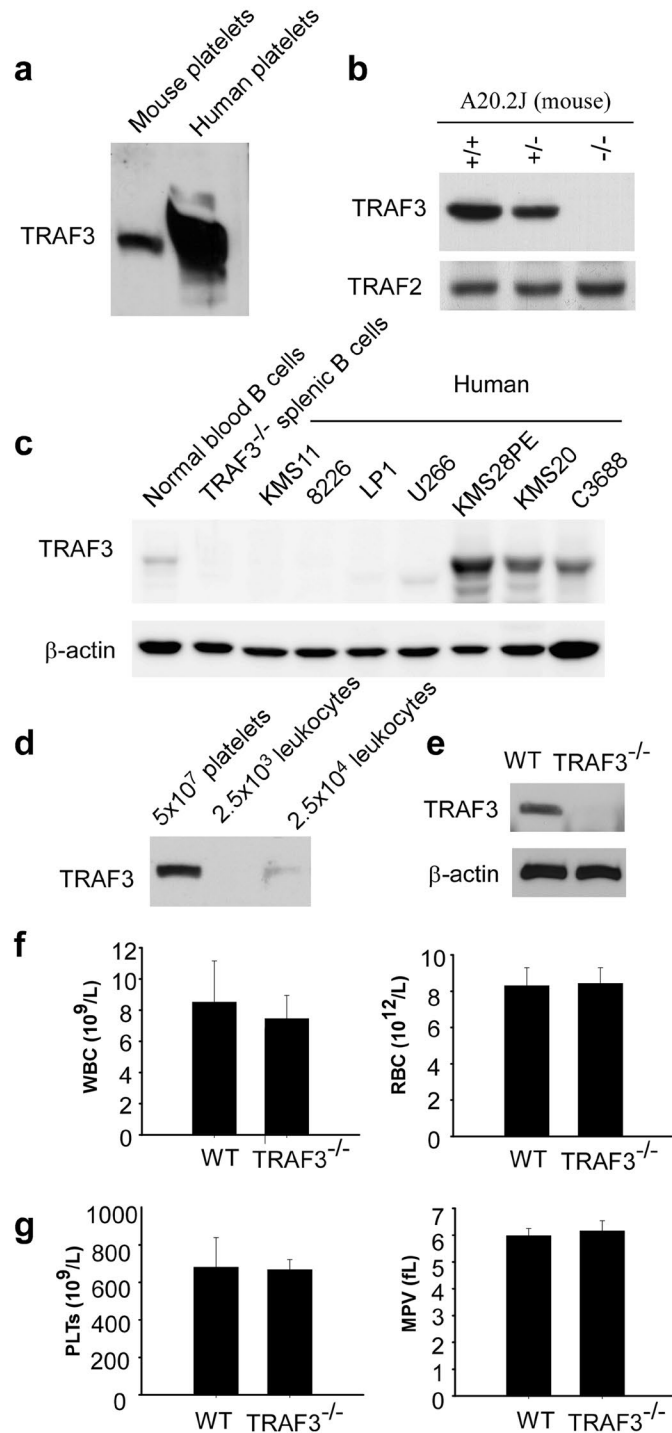 a
Mouse platelets
Human platelets
TRAF3
b
A20.2J (mouse)
+/+ +/- -/-
TRAF3
TRAF2
c
Normal blood B cells
TRAF3-/- splenic B cells
Human
KMS11
8226
LP1
U266
KMS28PE
KMS20
C3688
TRAF3
β-actin
d
5x10^7 platelets
2.5x10^3 leukocytes
2.5x10^4 leukocytes
TRAF3
e
WT TRAF3-/-
TRAF3
β-actin
f
WBC (10^9/L)
12
10
8
6
4
2
0
WT TRAF3-/-
RBC (10^12/L)
10
8
6
4
2
0
WT TRAF3-/-
g
PLTs (10^9/L)
1000
800
600
400
200
0
WT TRAF3-/-
MPV (fL)
7
6
5
4
3
2
1
0
WT TRAF3-/-